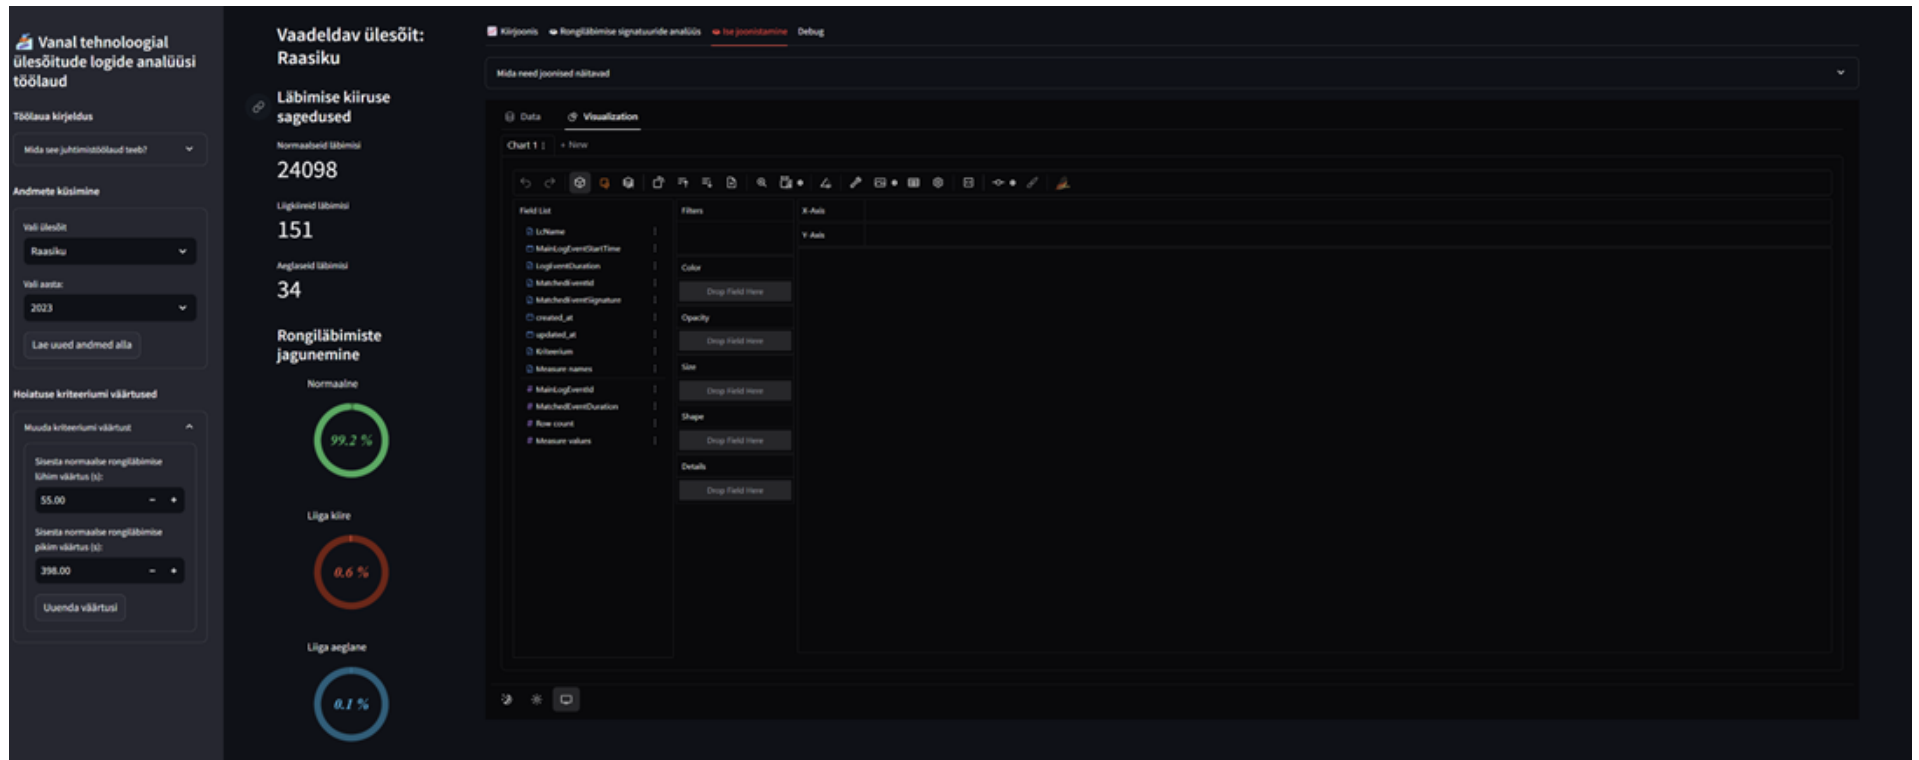 Vanal tehnoloogial
ülesõitude logide analüüsi
töölaud
Töölaua kirjeldus
Mida see juhtimistöölaud teeb?
Andmete küsimine
Vali ülesõit
Raasiku
Vali aasta:
2023
Lae uued andmed alla
Hoiatuse kriteeriumi väärtused
Muuda kriteeriumi väärtust
Sisesta normaalse rongiläbimise
lühim väärtus (s):
55.00
Sisesta normaalse rongiläbimise
pikim väärtus (s):
398.00
Uuenda väärtusi
Vaadeldav ülesõit:
Raasiku
Läbimise kiiruse
sagedused
Normaalseid läbimisi
24098
Liigkiireid läbimisi
151
Aeglaseid läbimisi
34
Rongiläbimiste
jagunemine
Normaalne
99.2 %
Liiga kiire
0.6 %
Liiga aeglane
0.1 %
Kiirjoonis Rongiläbimise signatuuride analüüs Ise joonistamine Debug
Mida need joonised näitavad
Data Visualization
Chart 1 + New
Field List
LcName
MainLogEventStartTime
LogEventDuration
MatchedEventId
MatchedEventSignature
created_at
updated_at
Kriteerium
Measure names
MainLogEventId
MatchedEventDuration
Row count
Measure values
Filters
Color
Drop Field Here
Opacity
Drop Field Here
Size
Drop Field Here
Shape
Drop Field Here
Details
Drop Field Here
X-Axis
Y-Axis